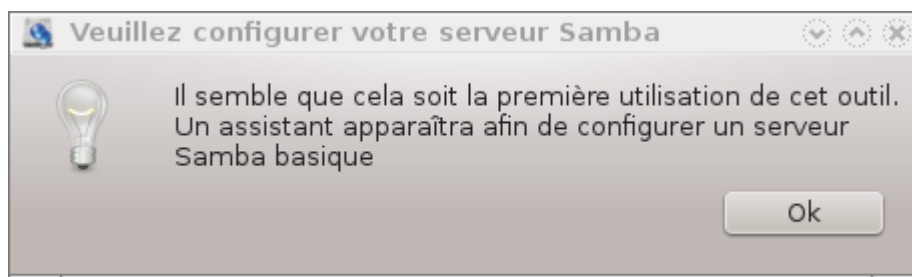 Veuillez configurer votre serveur Samba
Il semble que cela soit la première utilisation de cet outil.
Un assistant apparaîtra afin de configurer un serveur
Samba basique
Ok